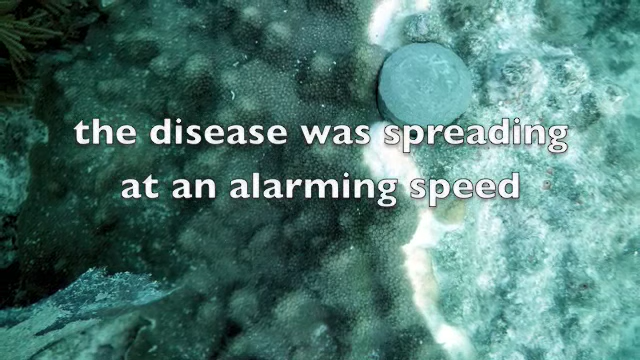 the disease was spreading
at an alarming speed